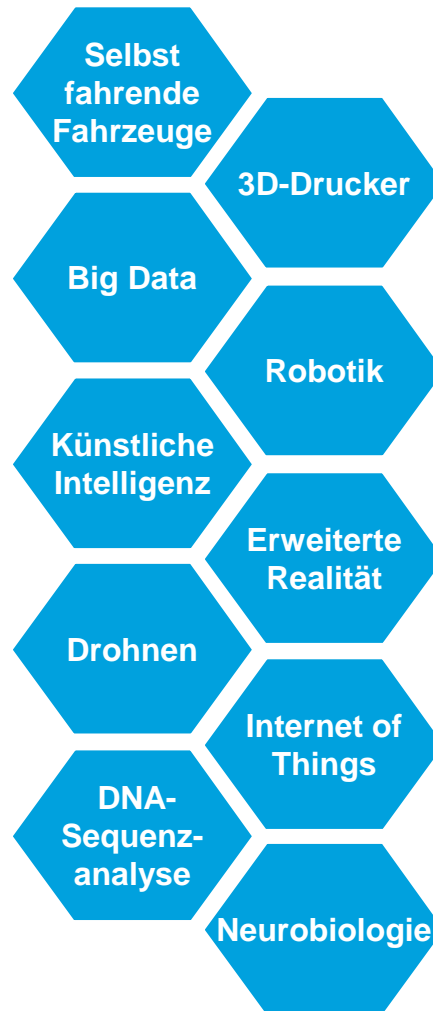 Selbst
fahrende
Fahrzeuge
3D-Drucker
Big Data
Robotik
Künstliche
Intelligenz
Erweiterte
Realität
Drohnen
Internet of
Things
DNA-
Sequenz-
analyse
Neurobiologie